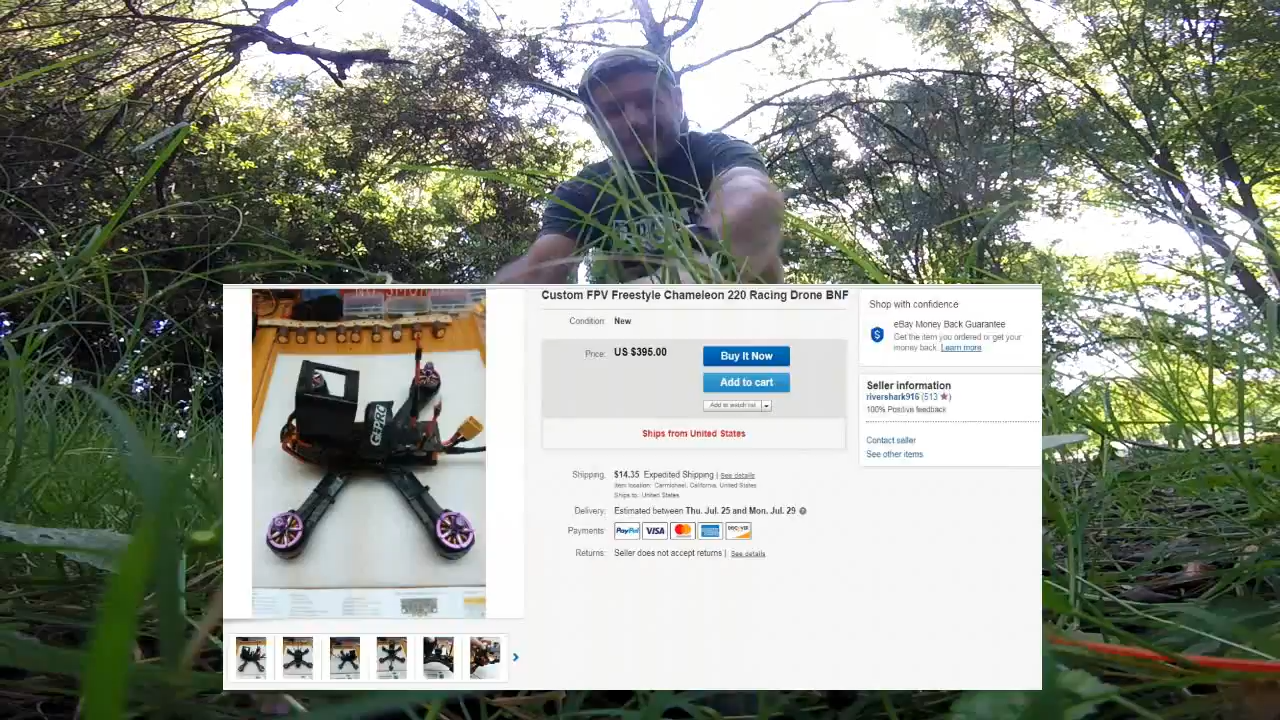 Custom FPV Freestyle Chameleon 220 Racing Drone BNF
Condition: New
Price: US $395.00
Buy It Now
Add to cart
Add to watch list
Ships from United States
Shipping: $14.35 Expedited Shipping | See details
Item location: Carmichael, California, United States
Ships to: United States
Delivery: Estimated between Thu. Jul. 25 and Mon. Jul. 29
Payments: PayPal VISA MasterCard DISCOVER
Returns: Seller does not accept returns | See details
Shop with confidence
eBay Money Back Guarantee
Get the item you ordered or get your
money back. Learn more
Seller information
rivershark916 (513 ★)
100% Positive feedback
Contact seller
See other items
GEPRC